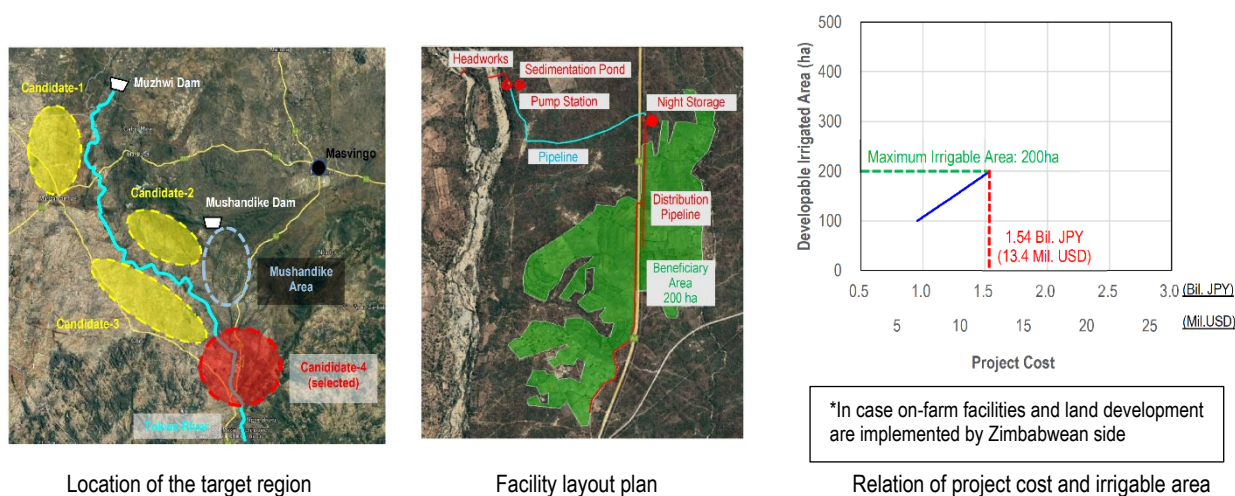 Candidate-1
Muzhwi Dam
Masvingo
Candidate-2
Mushandike Dam
Mushandike
Area
Candidate-3
Canididate-4
(selected)
Location of the target region
Headworks
Sedimentation Pond
Pump Station
Night Storage
Pipeline
Distribution
Pipeline
Beneficiary
Area
200 ha
Facility layout plan
Developable Irrigated Area (ha)
500
400
300
200
100
0
Maximum Irrigable Area: 200ha
1.54 Bil. JPY
(13.4 Mil. USD)
0.5 1.0 1.5 2.0 2.5 3.0 (Bil. JPY)
5 10 15 20 25 (Mil.USD)
Project Cost
*In case on-farm facilities and land development
are implemented by Zimbabwean side
Relation of project cost and irrigable area